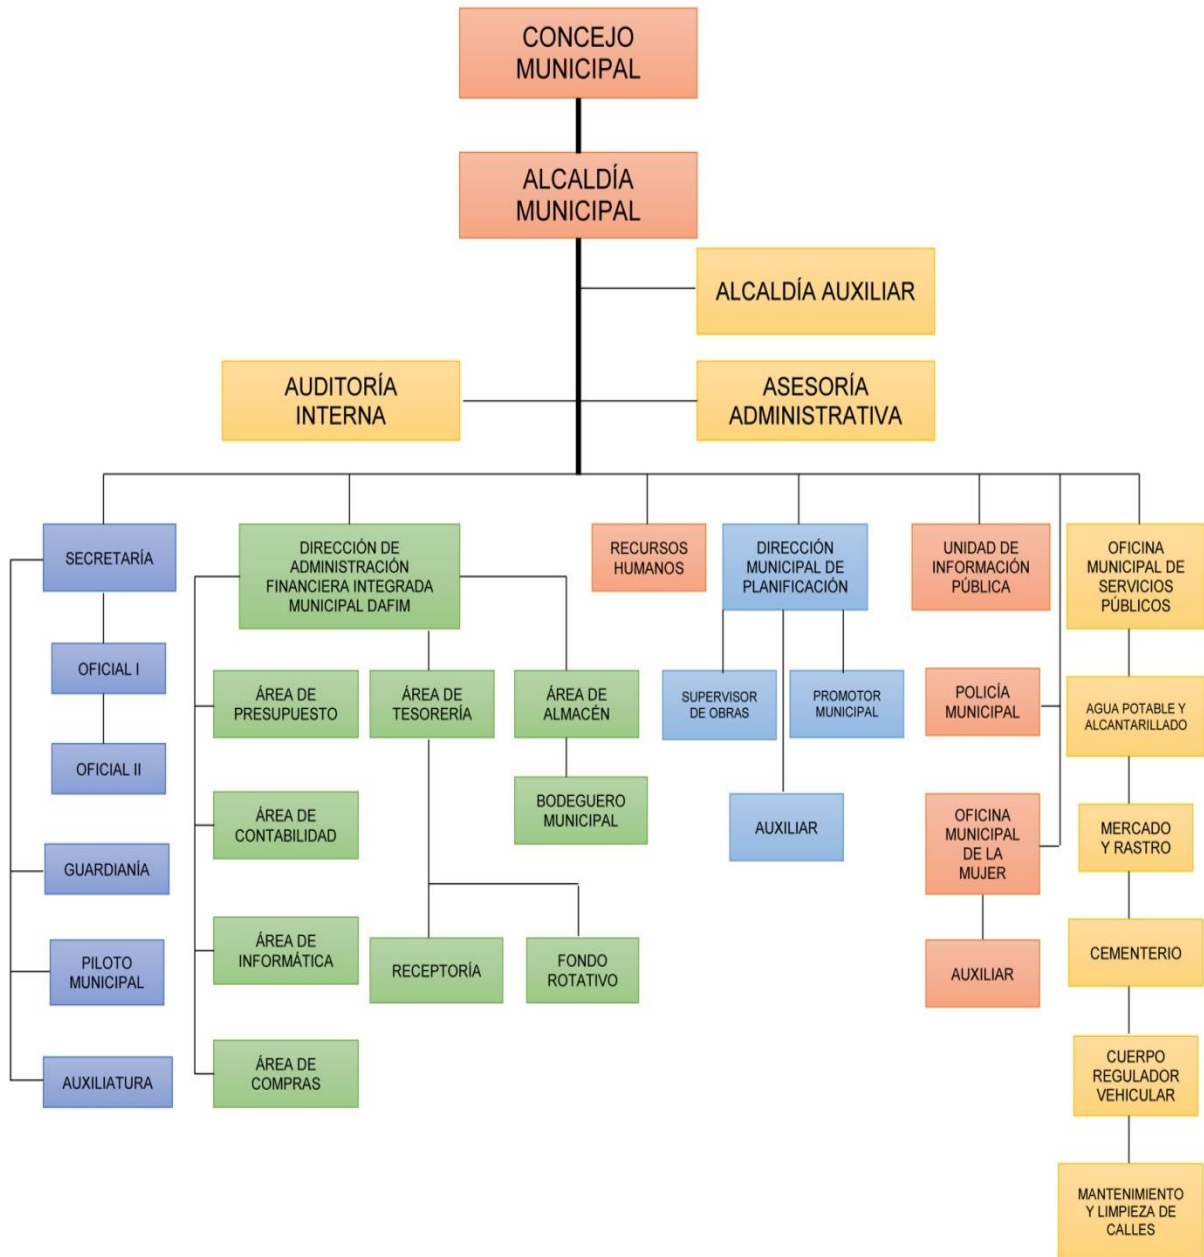 CONCEJO
MUNICIPAL
ALCALDÍA
MUNICIPAL
ALCALDÍA AUXILIAR
AUDITORÍA
INTERNA
ASESORÍA
ADMINISTRATIVA
SECRETARÍA
OFICIAL I
OFICIAL II
GUARDIANÍA
PILOTO
MUNICIPAL
AUXILIATURA
DIRECCIÓN DE
ADMINISTRACIÓN
FINANCIERA INTEGRADA
MUNICIPAL DAFIM
ÁREA DE
PRESUPUESTO
ÁREA DE
CONTABILIDAD
ÁREA DE
INFORMÁTICA
ÁREA DE
COMPRAS
ÁREA DE
TESORERÍA
RECEPTORÍA
FONDO
ROTATIVO
ÁREA DE
ALMACÉN
BODEGUERO
MUNICIPAL
RECURSOS
HUMANOS
DIRECCIÓN
MUNICIPAL DE
PLANIFICACIÓN
SUPERVISOR
DE OBRAS
PROMOTOR
MUNICIPAL
AUXILIAR
UNIDAD DE
INFORMACIÓN
PÚBLICA
POLICÍA
MUNICIPAL
OFICINA
MUNICIPAL
DE LA
MUJER
AUXILIAR
OFICINA
MUNICIPAL DE
SERVICIOS
PÚBLICOS
AGUA POTABLE Y
ALCANTARILLADO
MERCADO
Y RASTRO
CEMENTERIO
CUERPO
REGULADOR
VEHICULAR
MANTENIMIENTO
Y LIMPIEZA DE
CALLES